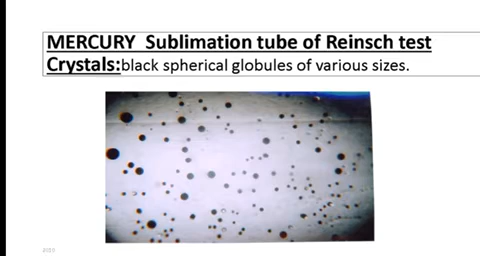 MERCURY  Sublimation tube of Reinsch test
Crystals:black spherical globules of various sizes.